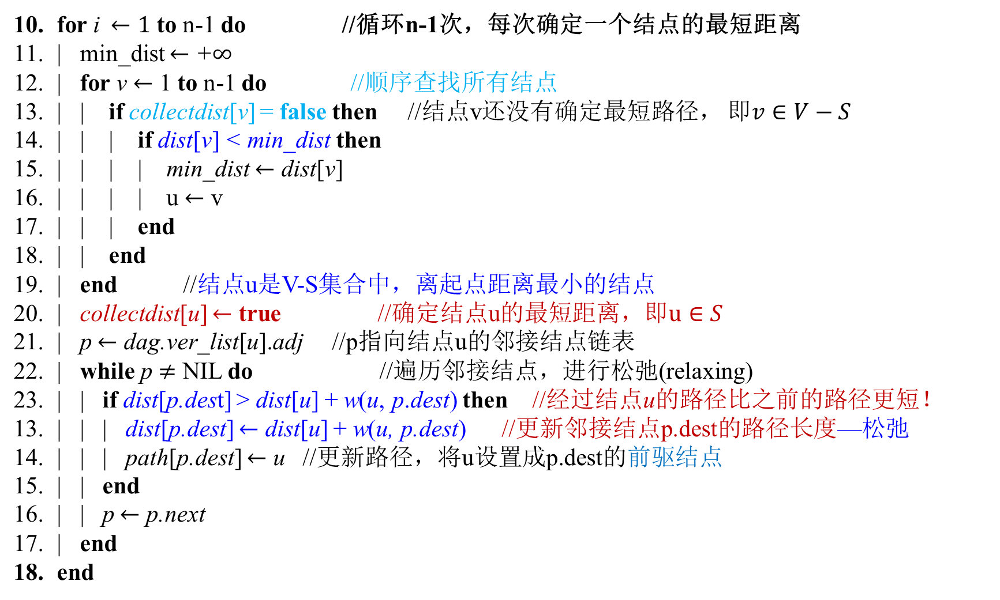 10. for i ← 1 to n-1 do //循环n-1次，每次确定一个结点的最短距离
11. | min_dist ← +∞
12. | for v ← 1 to n-1 do //顺序查找所有结点
13. | | if collectdist[v] = false then //结点v还没有确定最短路径， 即v ∈ V − S
14. | | | if dist[v] < min_dist then
15. | | | | min_dist ← dist[v]
16. | | | | u ← v
17. | | | end
18. | | end
19. | end //结点u是V-S集合中，离起点距离最小的结点
20. | collectdist[u] ← true //确定结点u的最短距离，即u ∈ S
21. | p ← dag.ver_list[u].adj //p指向结点u的邻接结点链表
22. | while p ≠ NIL do //遍历邻接结点，进行松弛(relaxing)
23. | | if dist[p.dest] > dist[u] + w(u, p.dest) then //经过结点u的路径比之前的路径更短！
13. | | | dist[p.dest] ← dist[u] + w(u, p.dest) //更新邻接结点p.dest的路径长度—松弛
14. | | | path[p.dest] ← u //更新路径，将u设置成p.dest的前驱结点
15. | | end
16. | | p ← p.next
17. | end
18. end